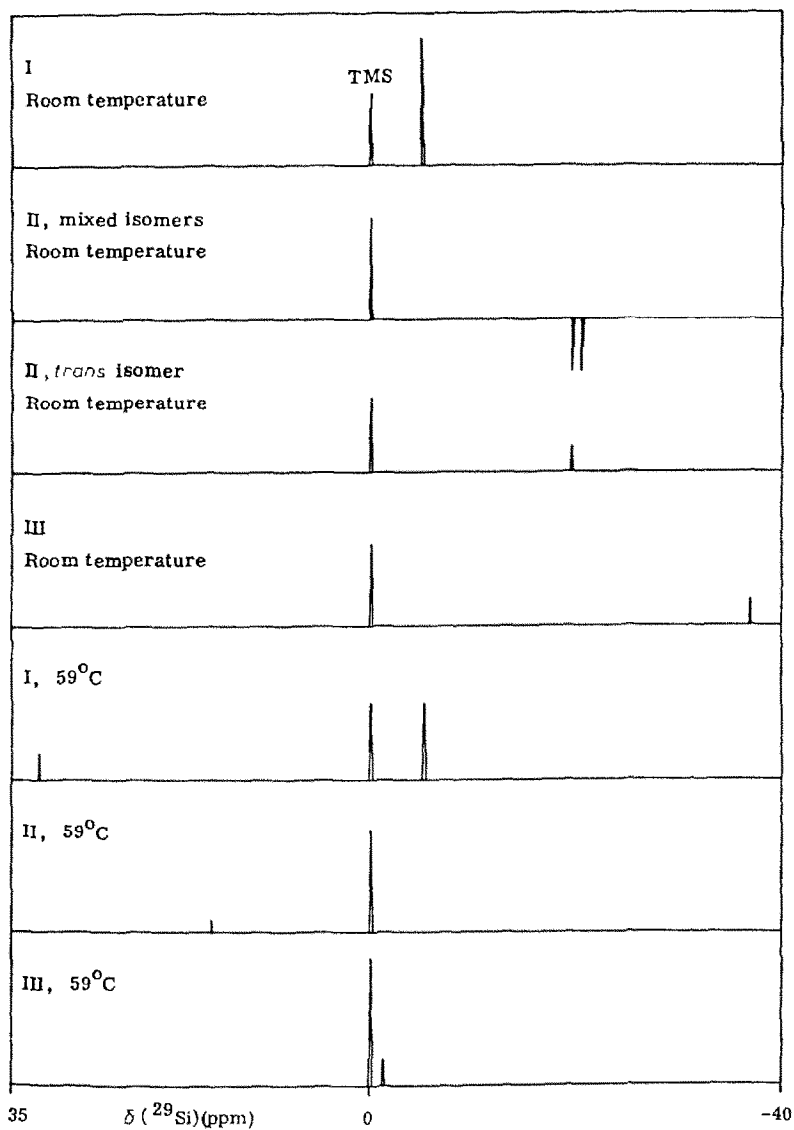 I
Room temperature
TMS
II, mixed isomers
Room temperature
II, trans isomer
Room temperature
III
Room temperature
I, 59°C
II, 59°C
III, 59°C
35 δ (²⁹Si)(ppm) 0 -40